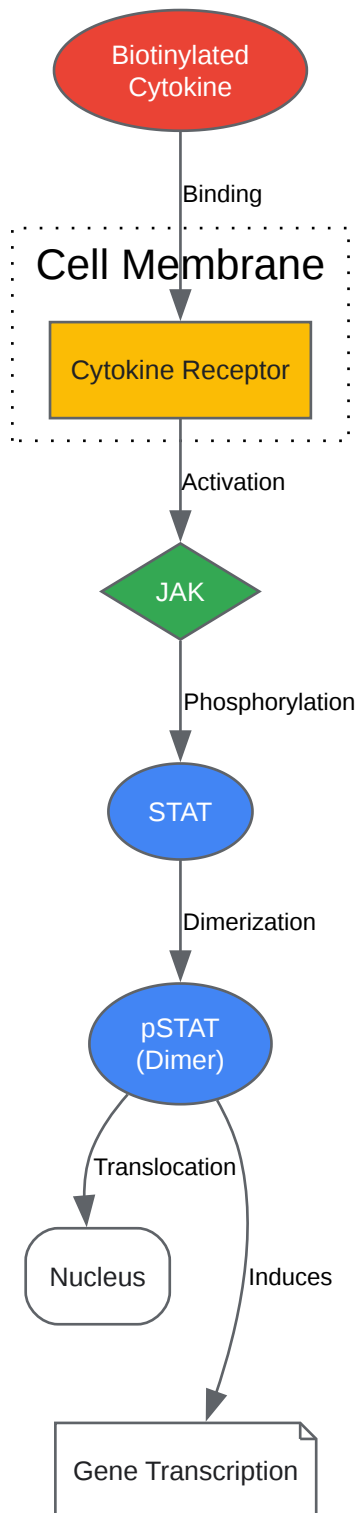 Biotinylated
Cytokine
Binding
Cell Membrane
Cytokine Receptor
Activation
JAK
Phosphorylation
STAT
Dimerization
pSTAT
(Dimer)
Translocation
Nucleus
Induces
Gene Transcription